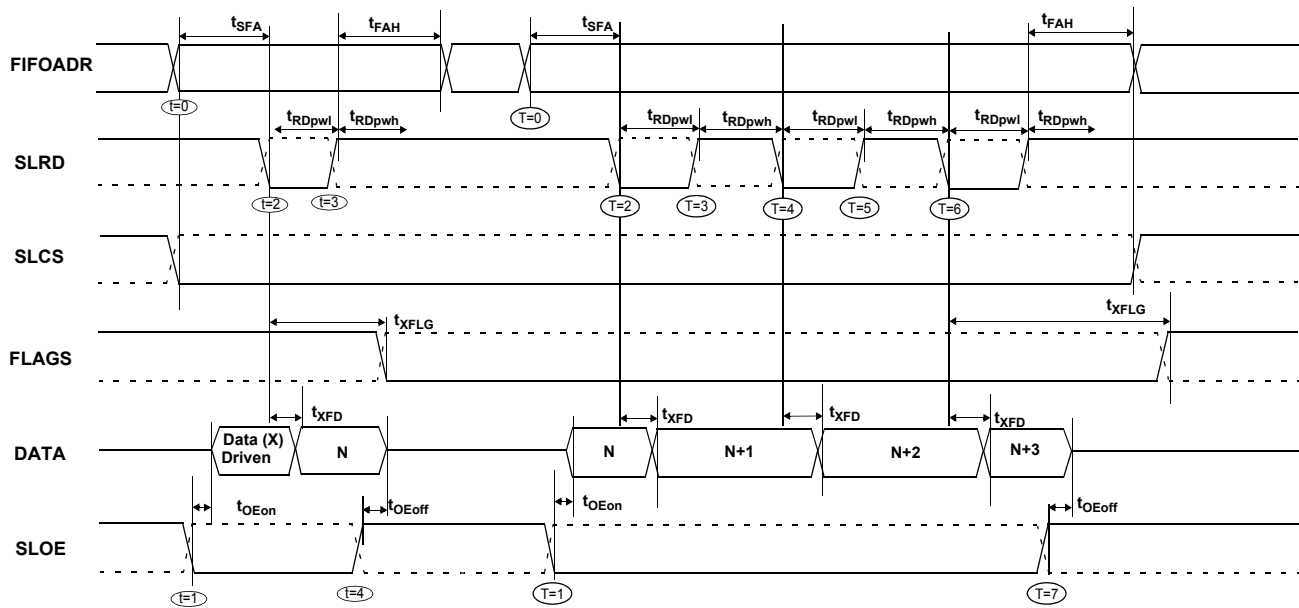 tSFA tFAH tSFA tFAH
FIFOADR
t=0 T=0
tRDpwl tRDpwh tRDpwl tRDpwh tRDpwl tRDpwh tRDpwl tRDpwh
SLRD
t=2 t=3 T=2 T=3 T=4 T=5 T=6
SLCS
tXFLG tXFLG
FLAGS
tXFD tXFD tXFD tXFD
DATA
Data (X)
Driven
N N N+1 N+2 N+3
tOEon tOEoff tOEon tOEoff
SLOE
t=1 t=4 T=1 T=7